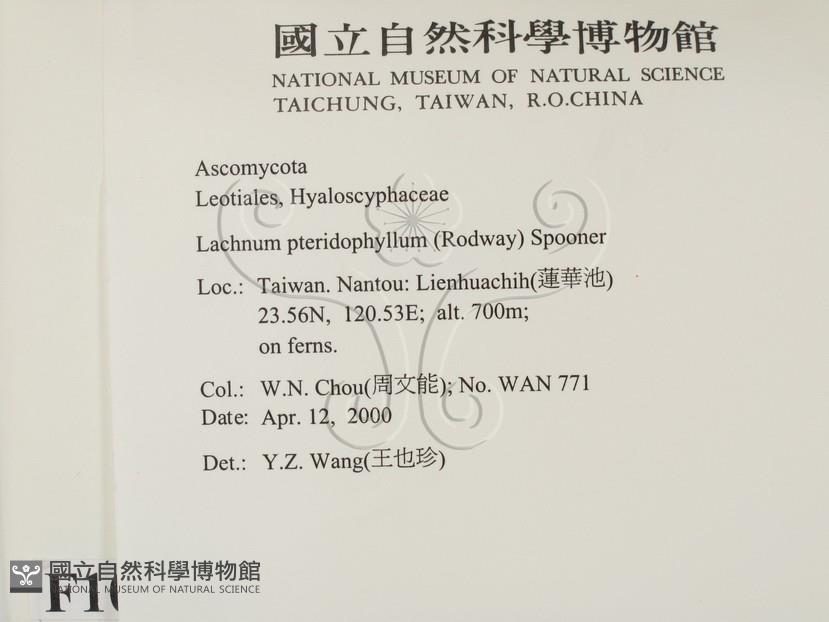 國立自然科學博物館
NATIONAL MUSEUM OF NATURAL SCIENCE
TAICHUNG, TAIWAN, R.O.CHINA
Ascomycota
Leotiales, Hyaloscyphaceae
Lachnum pteridophyllum (Rodway) Spooner
Loc.: Taiwan. Nantou: Lienhuachih(蓮華池)
23.56N, 120.53E; alt. 700m;
on ferns.
Col.: W.N. Chou(周文能); No. WAN 771
Date: Apr. 12, 2000
Det.: Y.Z. Wang(王也珍)
國立自然科學博物館
NATIONAL MUSEUM OF NATURAL SCIENCE